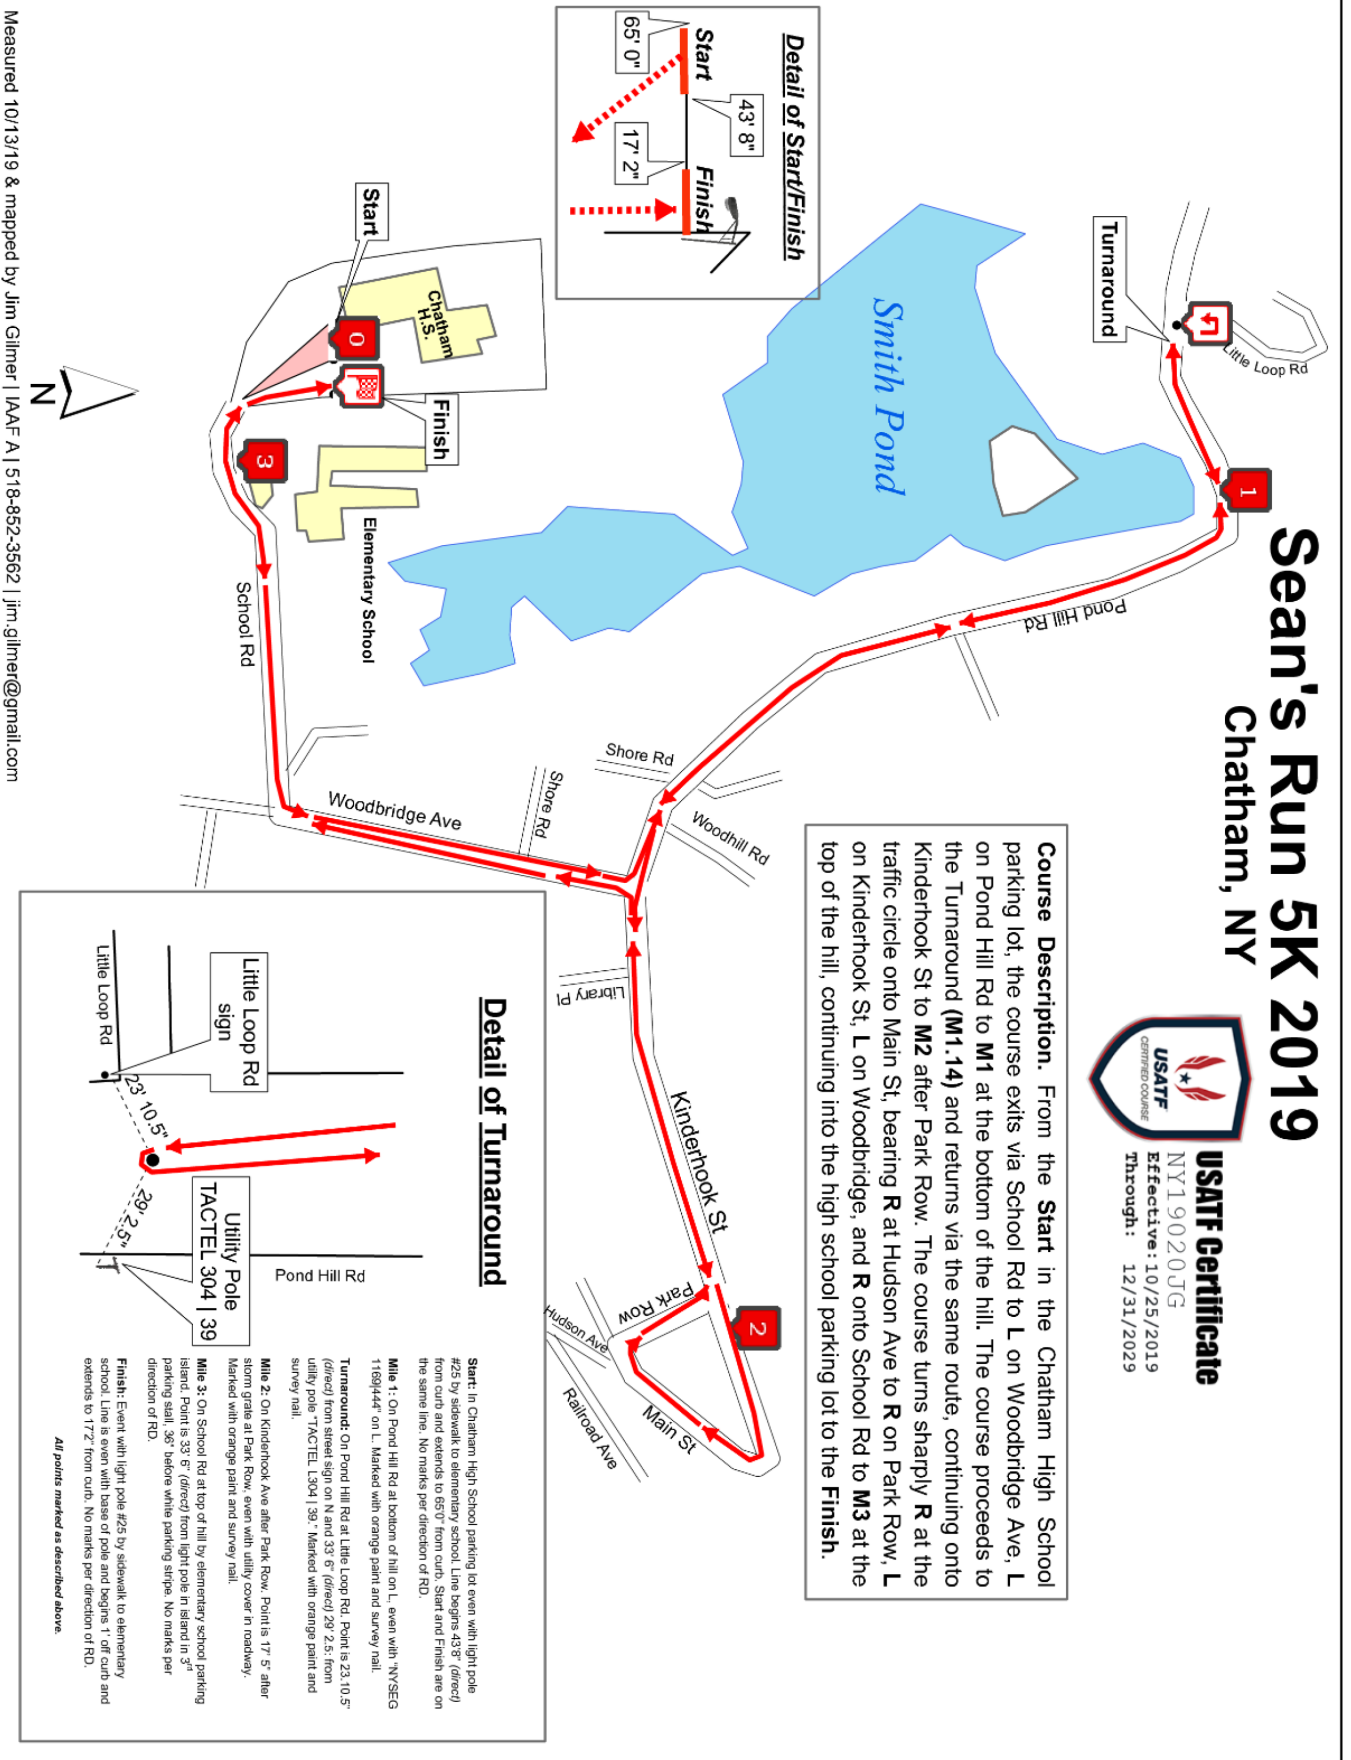 Sean's Run 5K 2019
Chatham, NY
USATF
CERTIFIED COURSE
USATF Certificate
NY19020JG
Effective: 10/25/2019
Through: 12/31/2029
Course Description. From the Start in the Chatham High School
parking lot, the course exits via School Rd to L on Woodbridge Ave, L
on Pond Hill Rd to M1 at the bottom of the hill. The course proceeds to
the Turnaround (M1.14) and returns via the same route, continuing onto
Kinderhook St to M2 after Park Row. The course turns sharply R at the
traffic circle onto Main St, bearing R at Hudson Ave to R on Park Row, L
on Kinderhook St, L on Woodbridge, and R onto School Rd to M3 at the
top of the hill, continuing into the high school parking lot to the Finish.
Turnaround
Little Loop Rd
1
Pond Hill Rd
Smith Pond
Detail of Start/Finish
Start
Finish
43' 8"
65' 0"
17' 2"
Start
0
Chatham
H.S.
Finish
3
Elementary School
School Rd
Woodbridge Ave
Shore Rd
Shore Rd
Woodhill Rd
Library Pl
Kinderhook St
2
Park Row
Hudson Ave
Main St
Railroad Ave
Detail of Turnaround
Little Loop Rd
sign
Little Loop Rd
23' 10.5"
29' 2.5"
Utility Pole
TACTEL 304 | 39
Pond Hill Rd
Start: In Chatham High School parking lot even with light pole
#25 by sidewalk to elementary school. Line begins 43'8" (direct)
from curb and extends to 65'0" from curb. Start and Finish are on
the same line. No marks per direction of RD.
Mile 1: On Pond Hill Rd at bottom of hill on L, even with "NYSEG
1169|444" on L. Marked with orange paint and survey nail.
Turnaround: On Pond Hill Rd at Little Loop Rd. Point is 23.10.5"
(direct) from street sign on N and 33' 6" (direct) 29' 2.5: from
utility pole "TACTEL L304 | 39." Marked with orange paint and
survey nail.
Mile 2: On Kinderhook Ave after Park Row. Point is 17' 5" after
storm grate at Park Row, even with utility cover in roadway.
Marked with orange paint and survey nail.
Mile 3: On School Rd at top of hill by elementary school parking
island. Point is 33' 6" (direct) from light pole in island in 3rd
parking stall, 36" before white parking stripe. No marks per
direction of RD.
Finish: Event with light pole #25 by sidewalk to elementary
school. Line is even with base of pole and begins 1' off curb and
extends to 17'2" from curb. No marks per direction of RD.
All points marked as described above.
N
Measured 10/13/19 & mapped by Jim Gilmer | IAAF A | 518-852-3562 | jim.gilmer@gmail.com